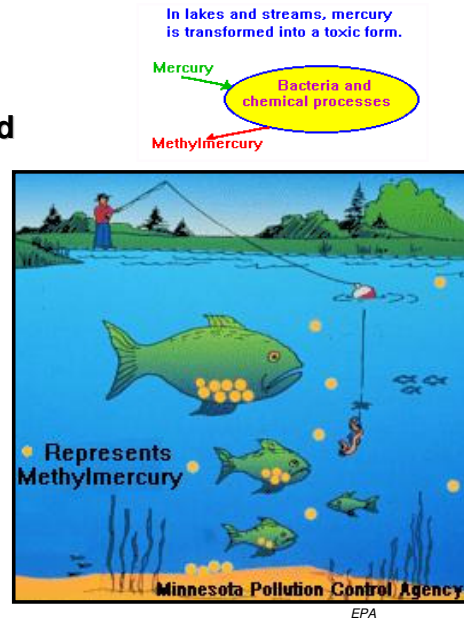 In lakes and streams, mercury
is transformed into a toxic form.
Mercury
Bacteria and
chemical processes
d
Methylmercury
Represents
Methylmercury
Minnesota Pollution Control Agency
EPA